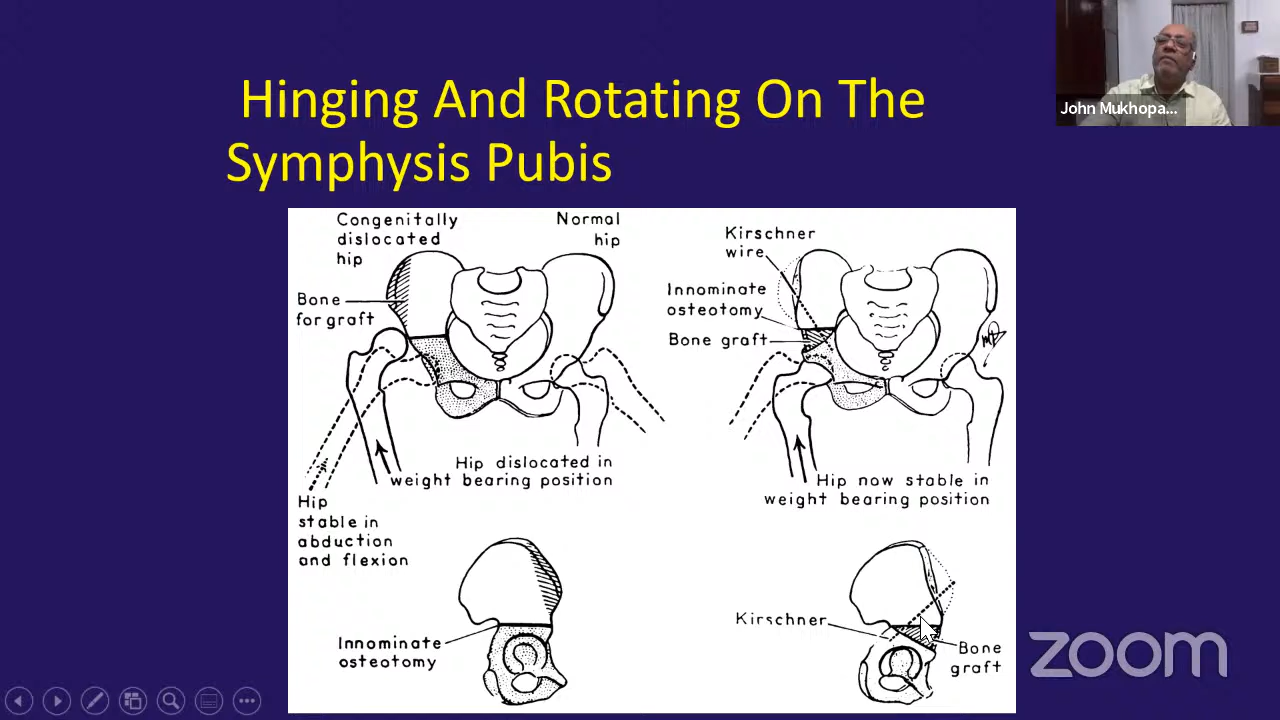 Hinging And Rotating On The
Symphysis Pubis
John Mukhopa...
Congenitally
dislocated
hip
Normal
hip
Bone
for graft
Hip dislocated in
weight bearing position
Hip
stable in
abduction
and flexion
Kirschner
wire
Innominate
osteotomy
Bone graft
Hip now stable in
weight bearing position
Innominate
osteotomy
Kirschner
Bone
graft
zoom